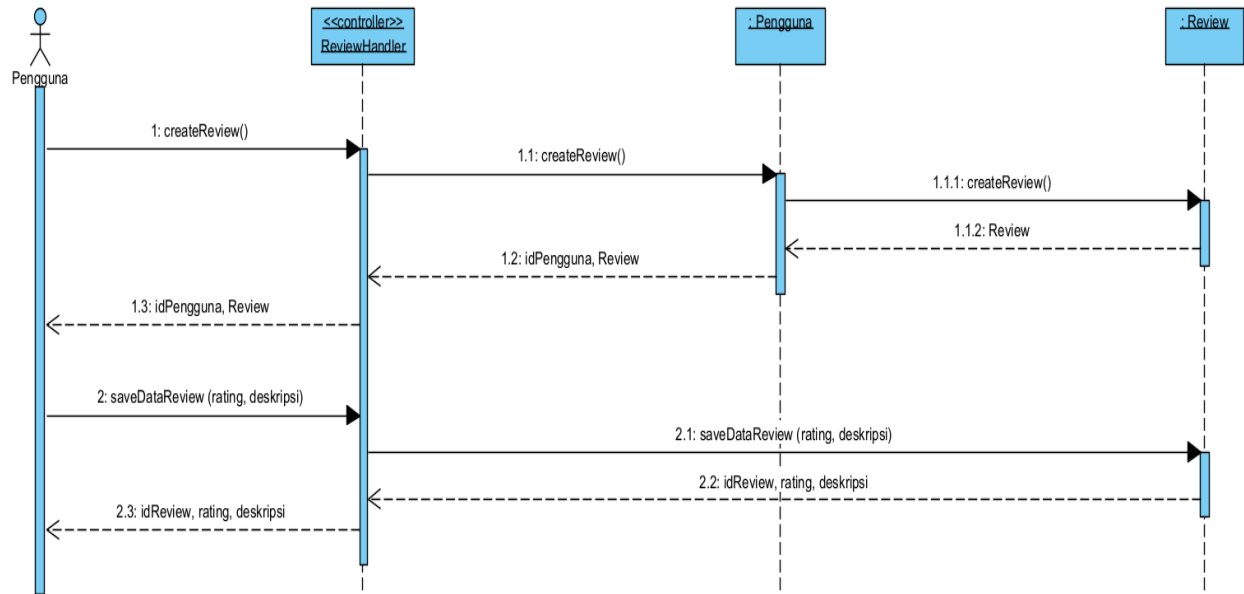 <<controller>>
ReviewHandler
: Pengguna
: Review
Pengguna
1: createReview()
1.1: createReview()
1.1.1: createReview()
1.1.2: Review
1.2: idPengguna, Review
1.3: idPengguna, Review
2: saveDataReview (rating, deskripsi)
2.1: saveDataReview (rating, deskripsi)
2.2: idReview, rating, deskripsi
2.3: idReview, rating, deskripsi